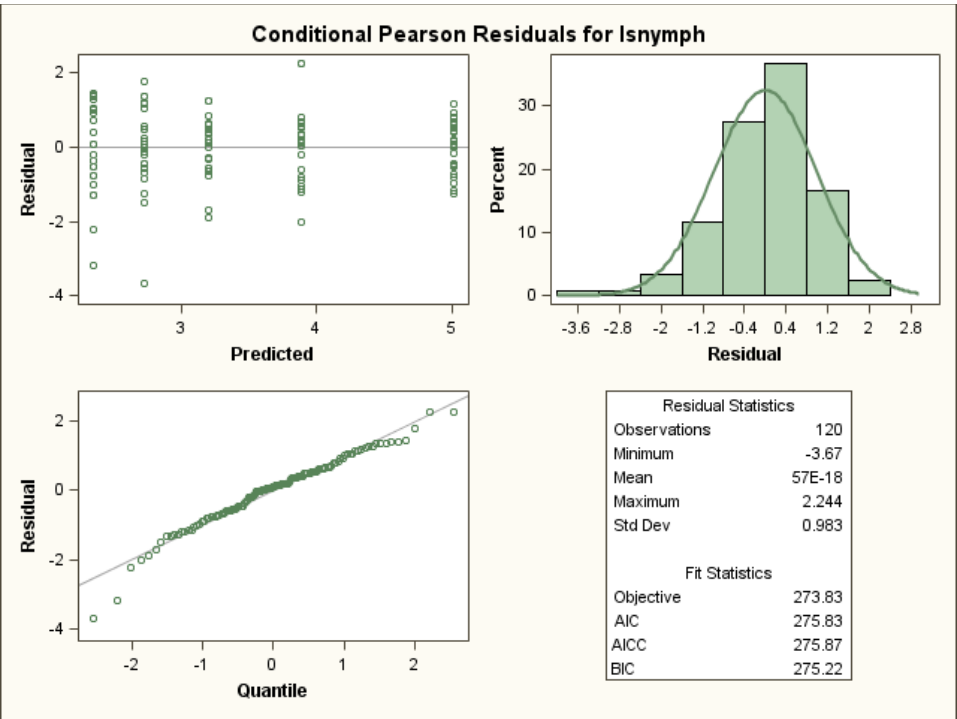 Conditional Pearson Residuals for lsnymph
2
0
-2
-4
Residual
3 4 5
Predicted
30
20
10
0
Percent
-3.6 -2.8 -2 -1.2 -0.4 0.4 1.2 2 2.8
Residual
2
0
-2
-4
Residual
-2 -1 0 1 2
Quantile
Residual Statistics
Observations 120
Minimum -3.67
Mean 57E-18
Maximum 2.244
Std Dev 0.983
Fit Statistics
Objective 273.83
AIC 275.83
AICC 275.87
BIC 275.22